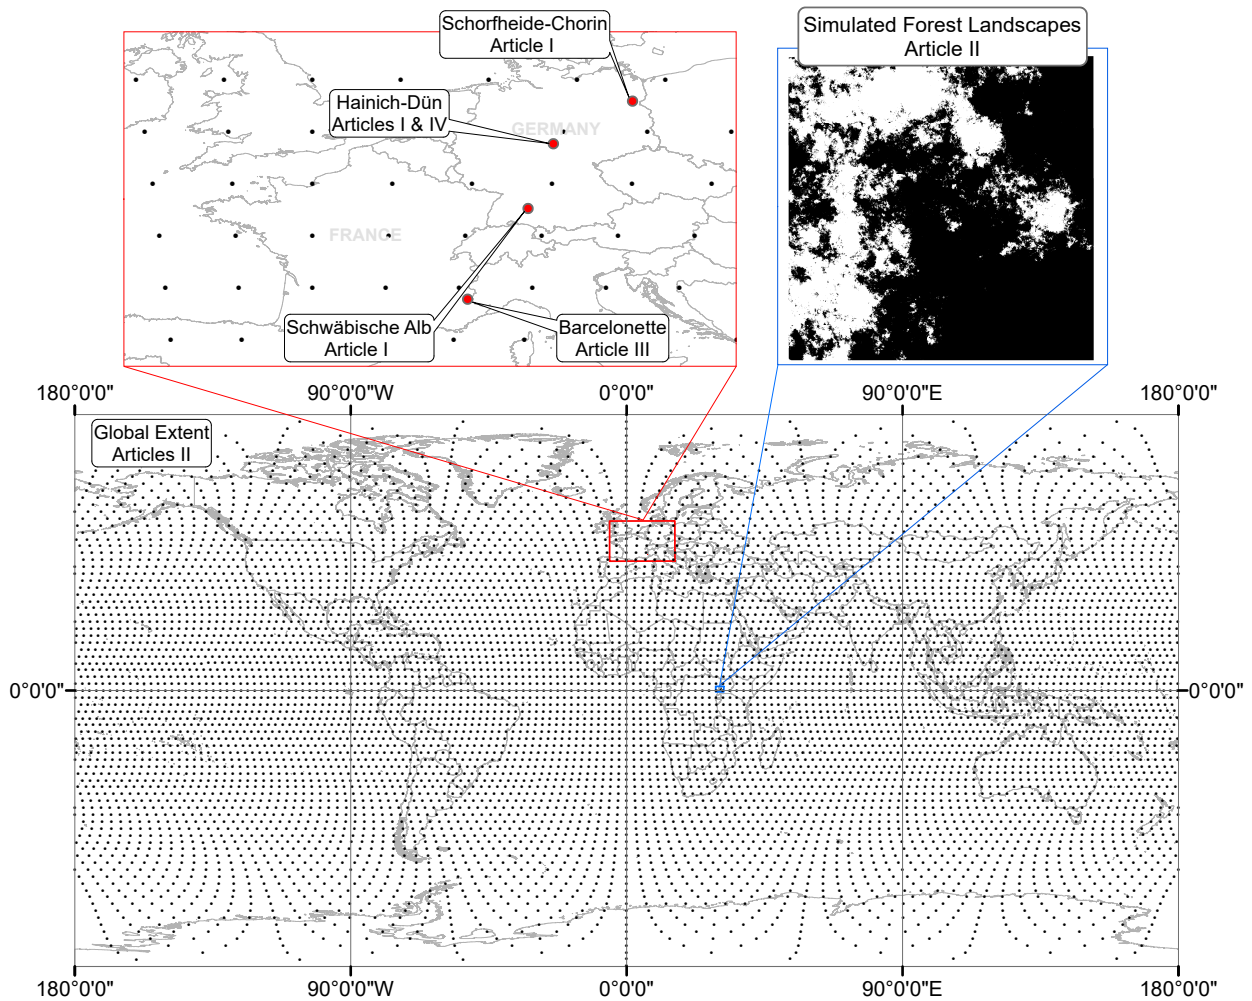 Schorfheide-Chorin
Article I
Simulated Forest Landscapes
Article II
Hainich-Dün
Articles I & IV
GERMANY
FRANCE
Schwäbische Alb
Article I
Barcelonette
Article III
180°0'0"
90°0'0"W
0°0'0"
90°0'0"E
180°0'0"
Global Extent
Articles II
0°0'0"
0°0'0"
180°0'0"
90°0'0"W
0°0'0"
90°0'0"E
180°0'0"